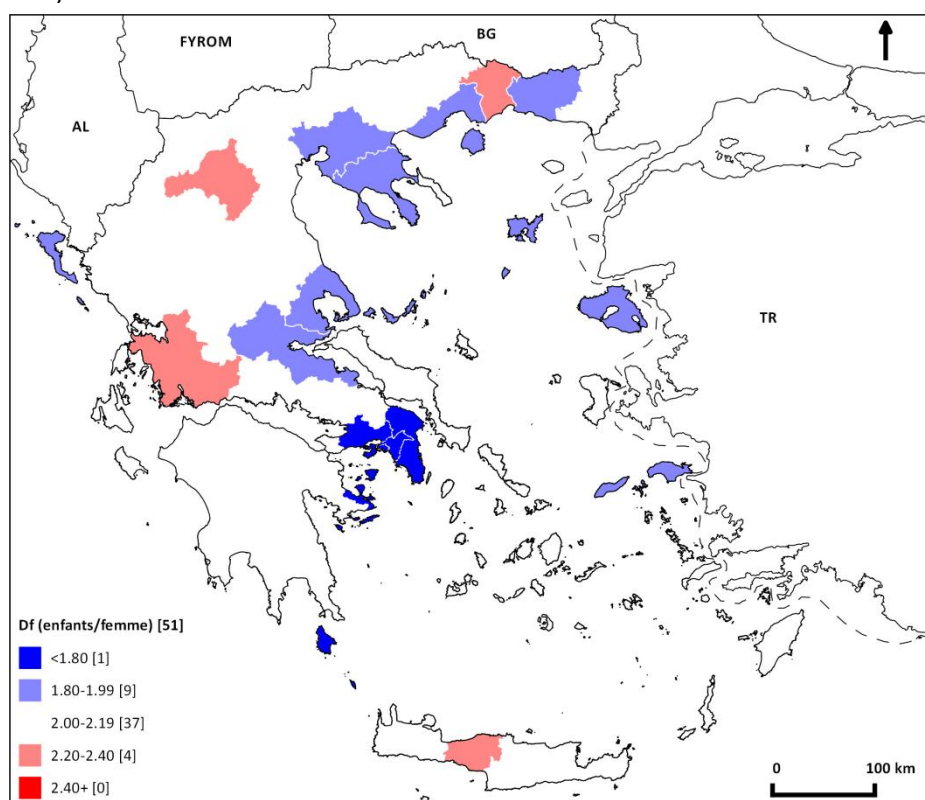 FYROM
BG
AL
TR
Df (enfants/femme) [51]
<1.80 [1]
1.80-1.99 [9]
2.00-2.19 [37]
2.20-2.40 [4]
2.40+ [0]
0 100 km